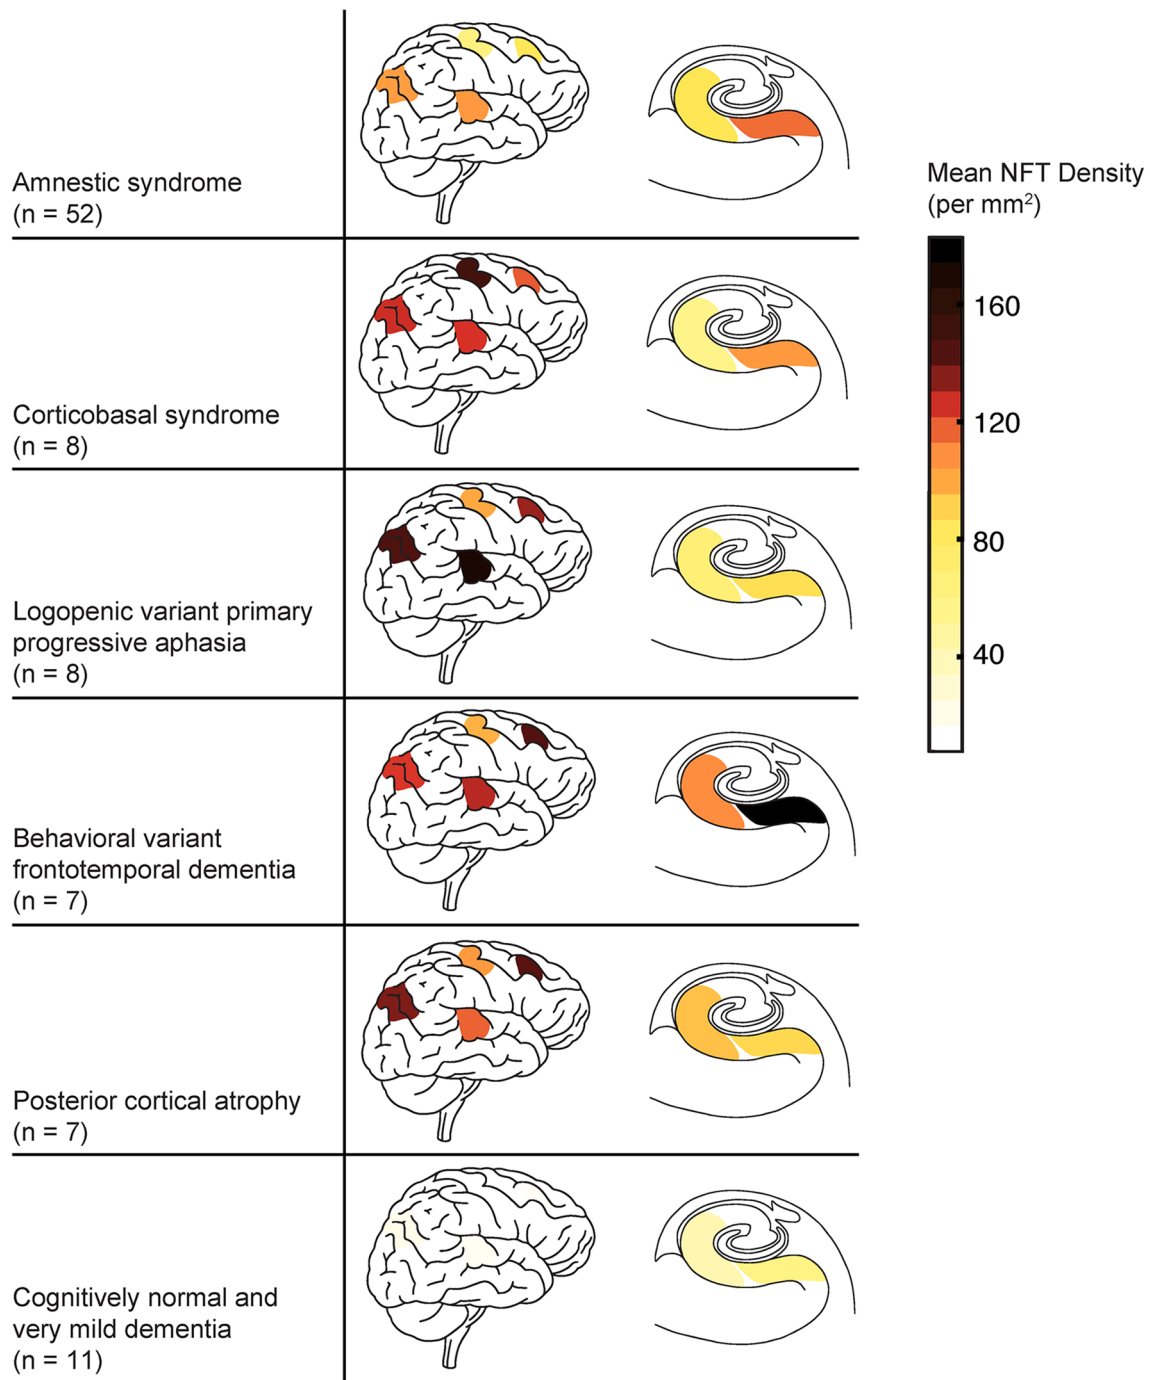 Amnestic syndrome
(n = 52)
Corticobasal syndrome
(n = 8)
Logopenic variant primary
progressive aphasia
(n = 8)
Behavioral variant
frontotemporal dementia
(n = 7)
Posterior cortical atrophy
(n = 7)
Cognitively normal and
very mild dementia
(n = 11)
Mean NFT Density
(per mm²)
160
120
80
40